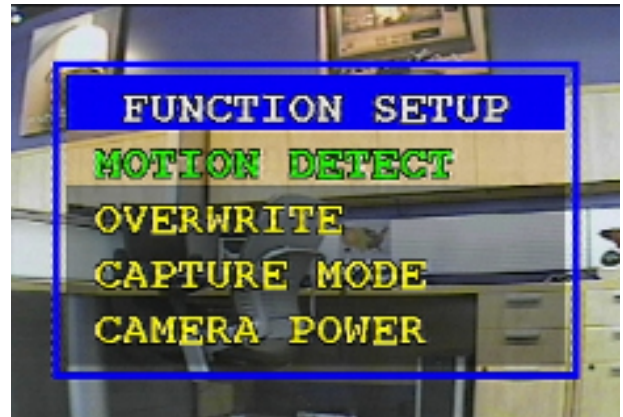 FUNCTION SETUP
MOTION DETECT
OVERWRITE
CAPTURE MODE
CAMERA POWER